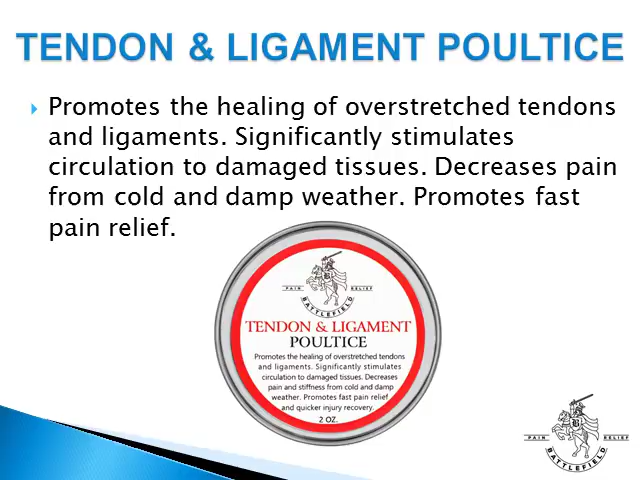 TENDON & LIGAMENT POULTICE
Promotes the healing of overstretched tendons
and ligaments. Significantly stimulates
circulation to damaged tissues. Decreases pain
from cold and damp weather. Promotes fast
pain relief.
B
PAIN RELIEF
BATTLEFIELD
TENDON & LIGAMENT
POULTICE
Promotes the healing of overstretched tendons
and ligaments. Significantly stimulates
circulation to damaged tissues. Decreases
pain and stiffness from cold and damp
weather. Promotes fast pain relief
and quicker injury recovery.
2 OZ.
B
PAIN RELIEF
BATTLEFIELD